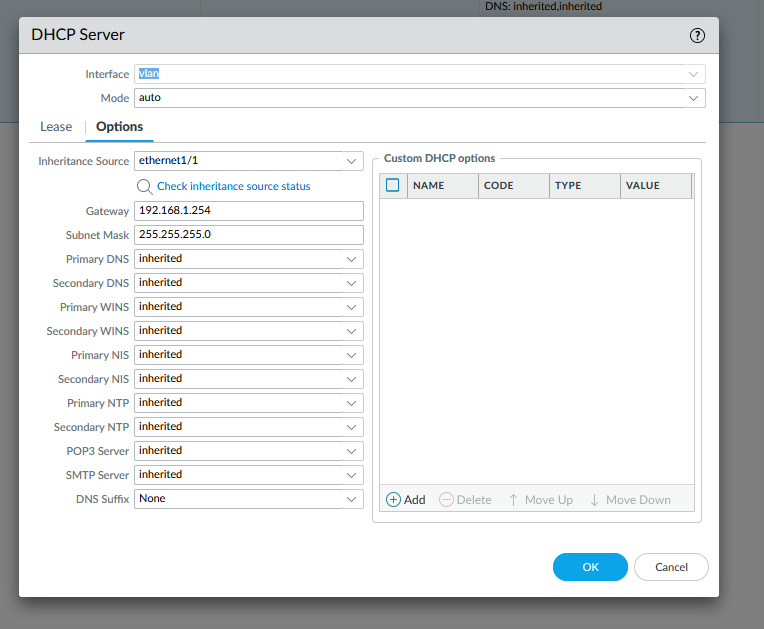 DNS: inherited,inherited
DHCP Server
?
Interface vlan
Mode auto
Lease Options
Inheritance Source ethernet1/1
Check inheritance source status
Gateway 192.168.1.254
Subnet Mask 255.255.255.0
Primary DNS inherited
Secondary DNS inherited
Primary WINS inherited
Secondary WINS inherited
Primary NIS inherited
Secondary NIS inherited
Primary NTP inherited
Secondary NTP inherited
POP3 Server inherited
SMTP Server inherited
DNS Suffix None
Custom DHCP options
NAME CODE TYPE VALUE
Add Delete Move Up Move Down
OK Cancel